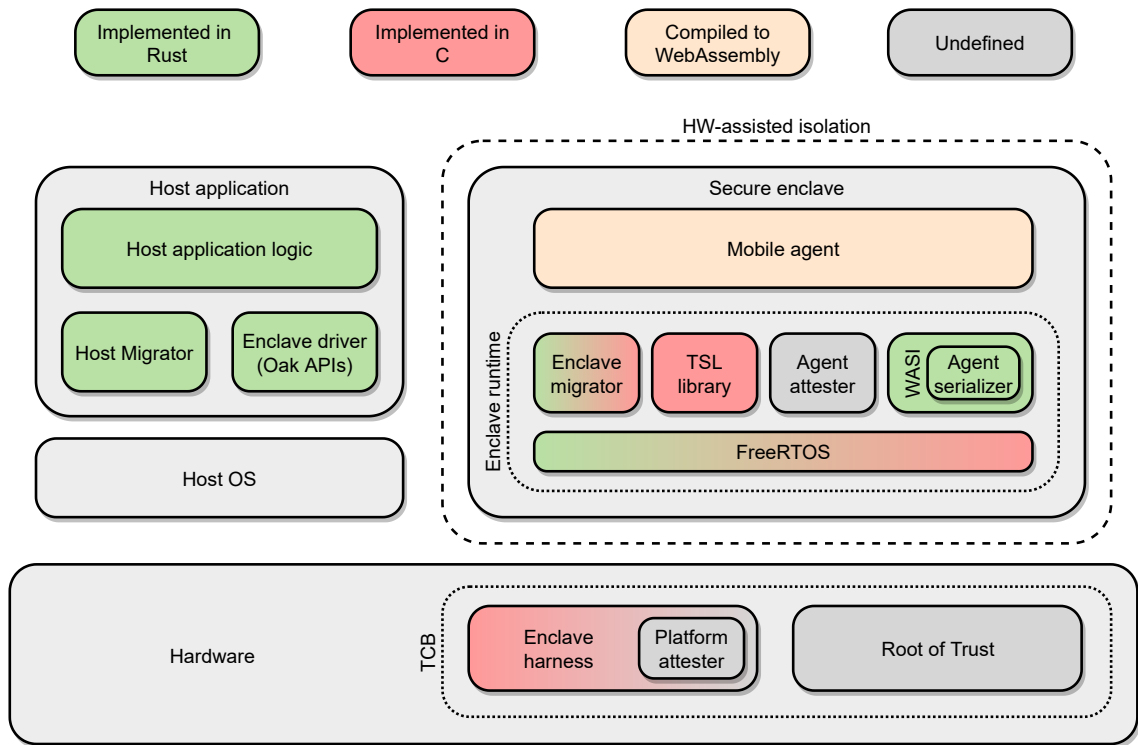 Implemented in
Rust
Implemented in
C
Compiled to
WebAssembly
Undefined
HW-assisted isolation
Host application
Host application logic
Host Migrator
Enclave driver
(Oak APIs)
Host OS
Secure enclave
Mobile agent
Enclave runtime
Enclave
migrator
TSL
library
Agent
attester
WASI
Agent
serializer
FreeRTOS
Hardware
TCB
Enclave
harness
Platform
attester
Root of Trust